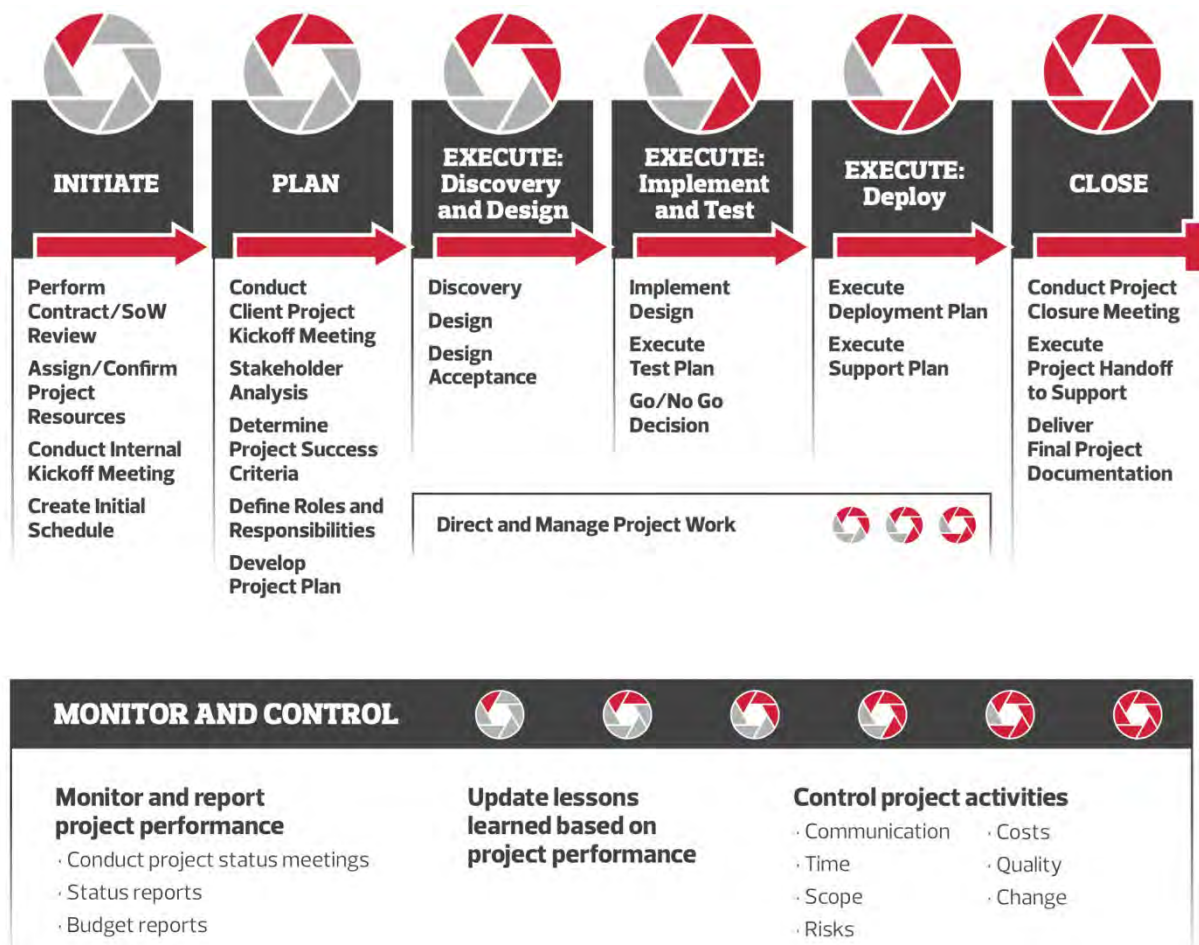 INITIATE
Perform
Contract/SoW
Review
Assign/Confirm
Project
Resources
Conduct Internal
Kickoff Meeting
Create Initial
Schedule
PLAN
Conduct
Client Project
Kickoff Meeting
Stakeholder
Analysis
Determine
Project Success
Criteria
Define Roles and
Responsibilities
Develop
Project Plan
EXECUTE:
Discovery
and Design
Discovery
Design
Design
Acceptance
EXECUTE:
Implement
and Test
Implement
Design
Execute
Test Plan
Go/No Go
Decision
EXECUTE:
Deploy
Execute
Deployment Plan
Execute
Support Plan
CLOSE
Conduct Project
Closure Meeting
Execute
Project Handoff
to Support
Deliver
Final Project
Documentation
Direct and Manage Project Work
MONITOR AND CONTROL
Monitor and report
project performance
· Conduct project status meetings
· Status reports
· Budget reports
Update lessons
learned based on
project performance
Control project activities
· Communication
· Time
· Scope
· Risks
· Costs
· Quality
· Change